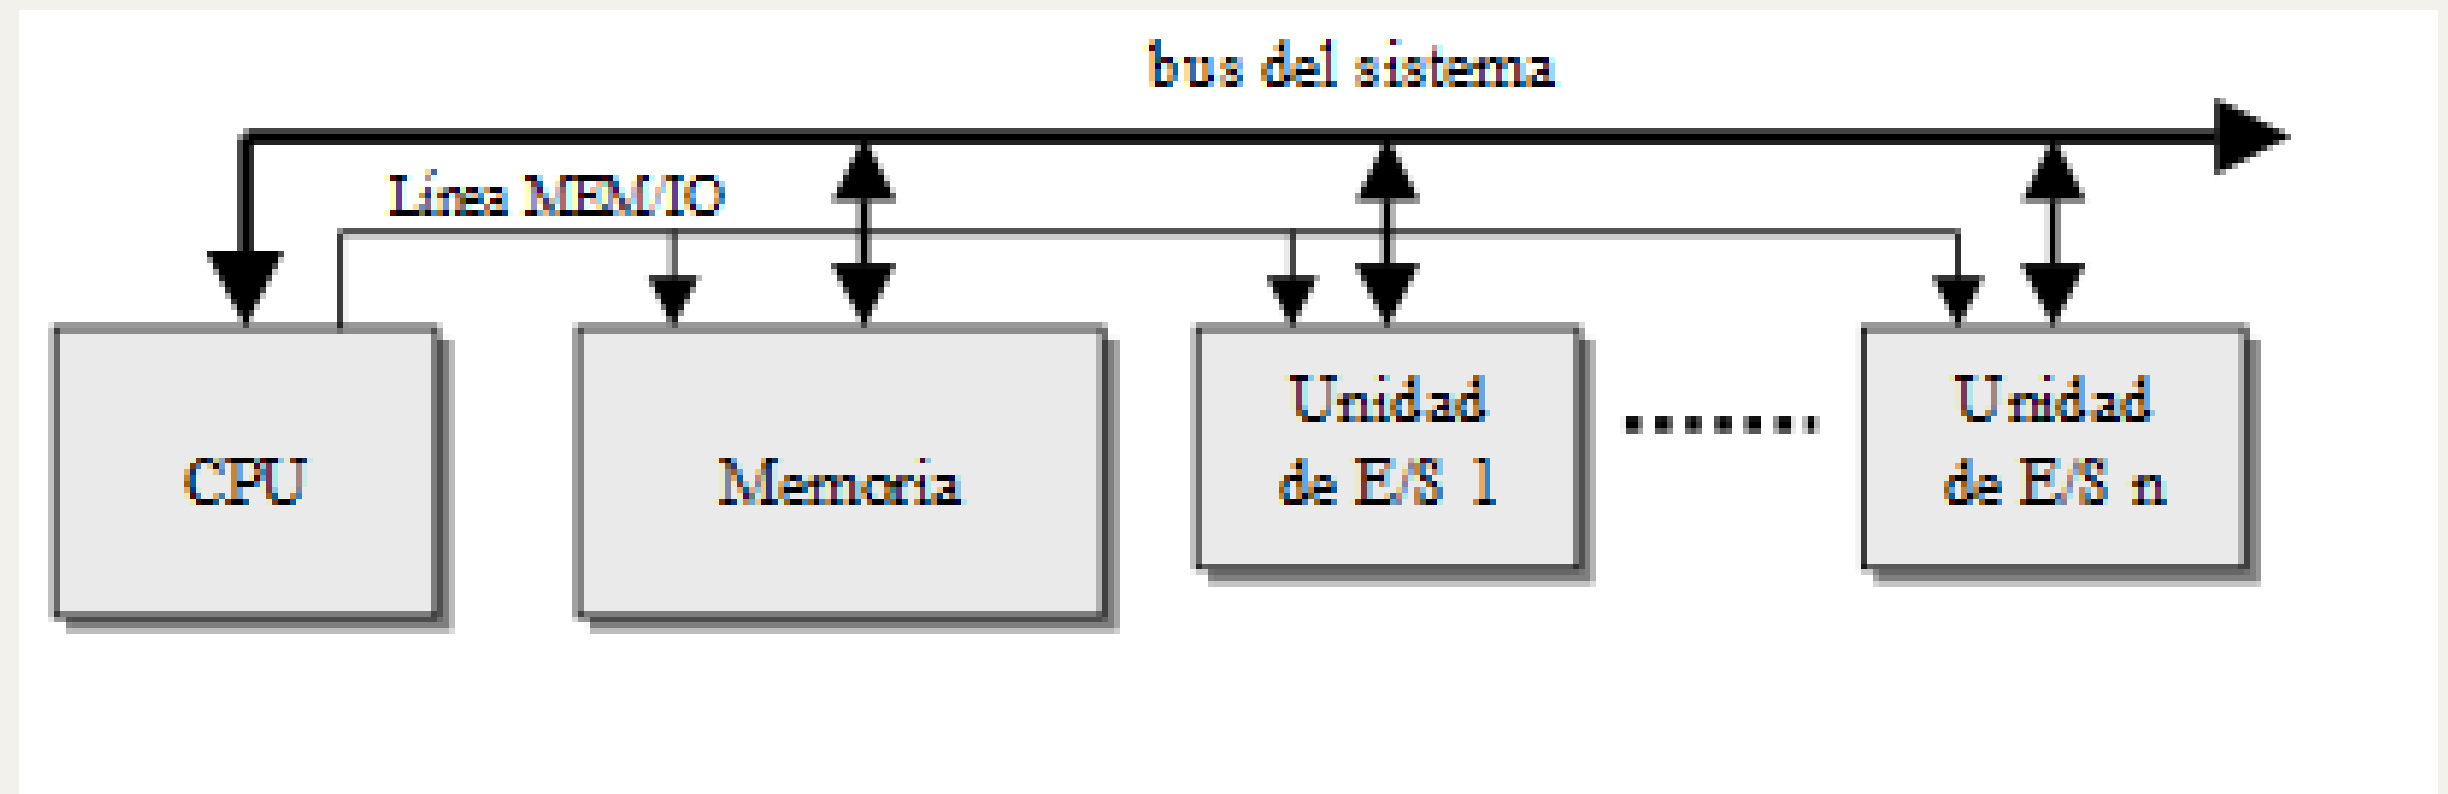 bus del sistema
Línea MEM/IO
CPU
Memoria
Unidad
de E/S 1
Unidad
de E/S n